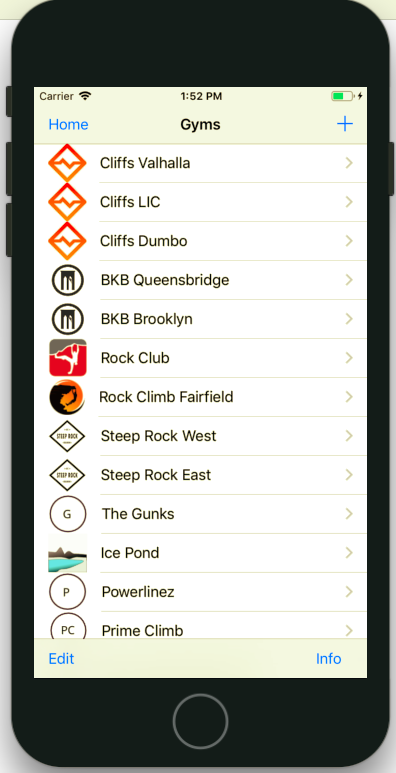 Carrier 1:52 PM
Home Gyms +
Cliffs Valhalla
Cliffs LIC
Cliffs Dumbo
BKB Queensbridge
BKB Brooklyn
Rock Club
Rock Climb Fairfield
STEEP ROCK Steep Rock West
STEEP ROCK Steep Rock East
G The Gunks
Ice Pond
P Powerlinez
PC Prime Climb
Edit Info